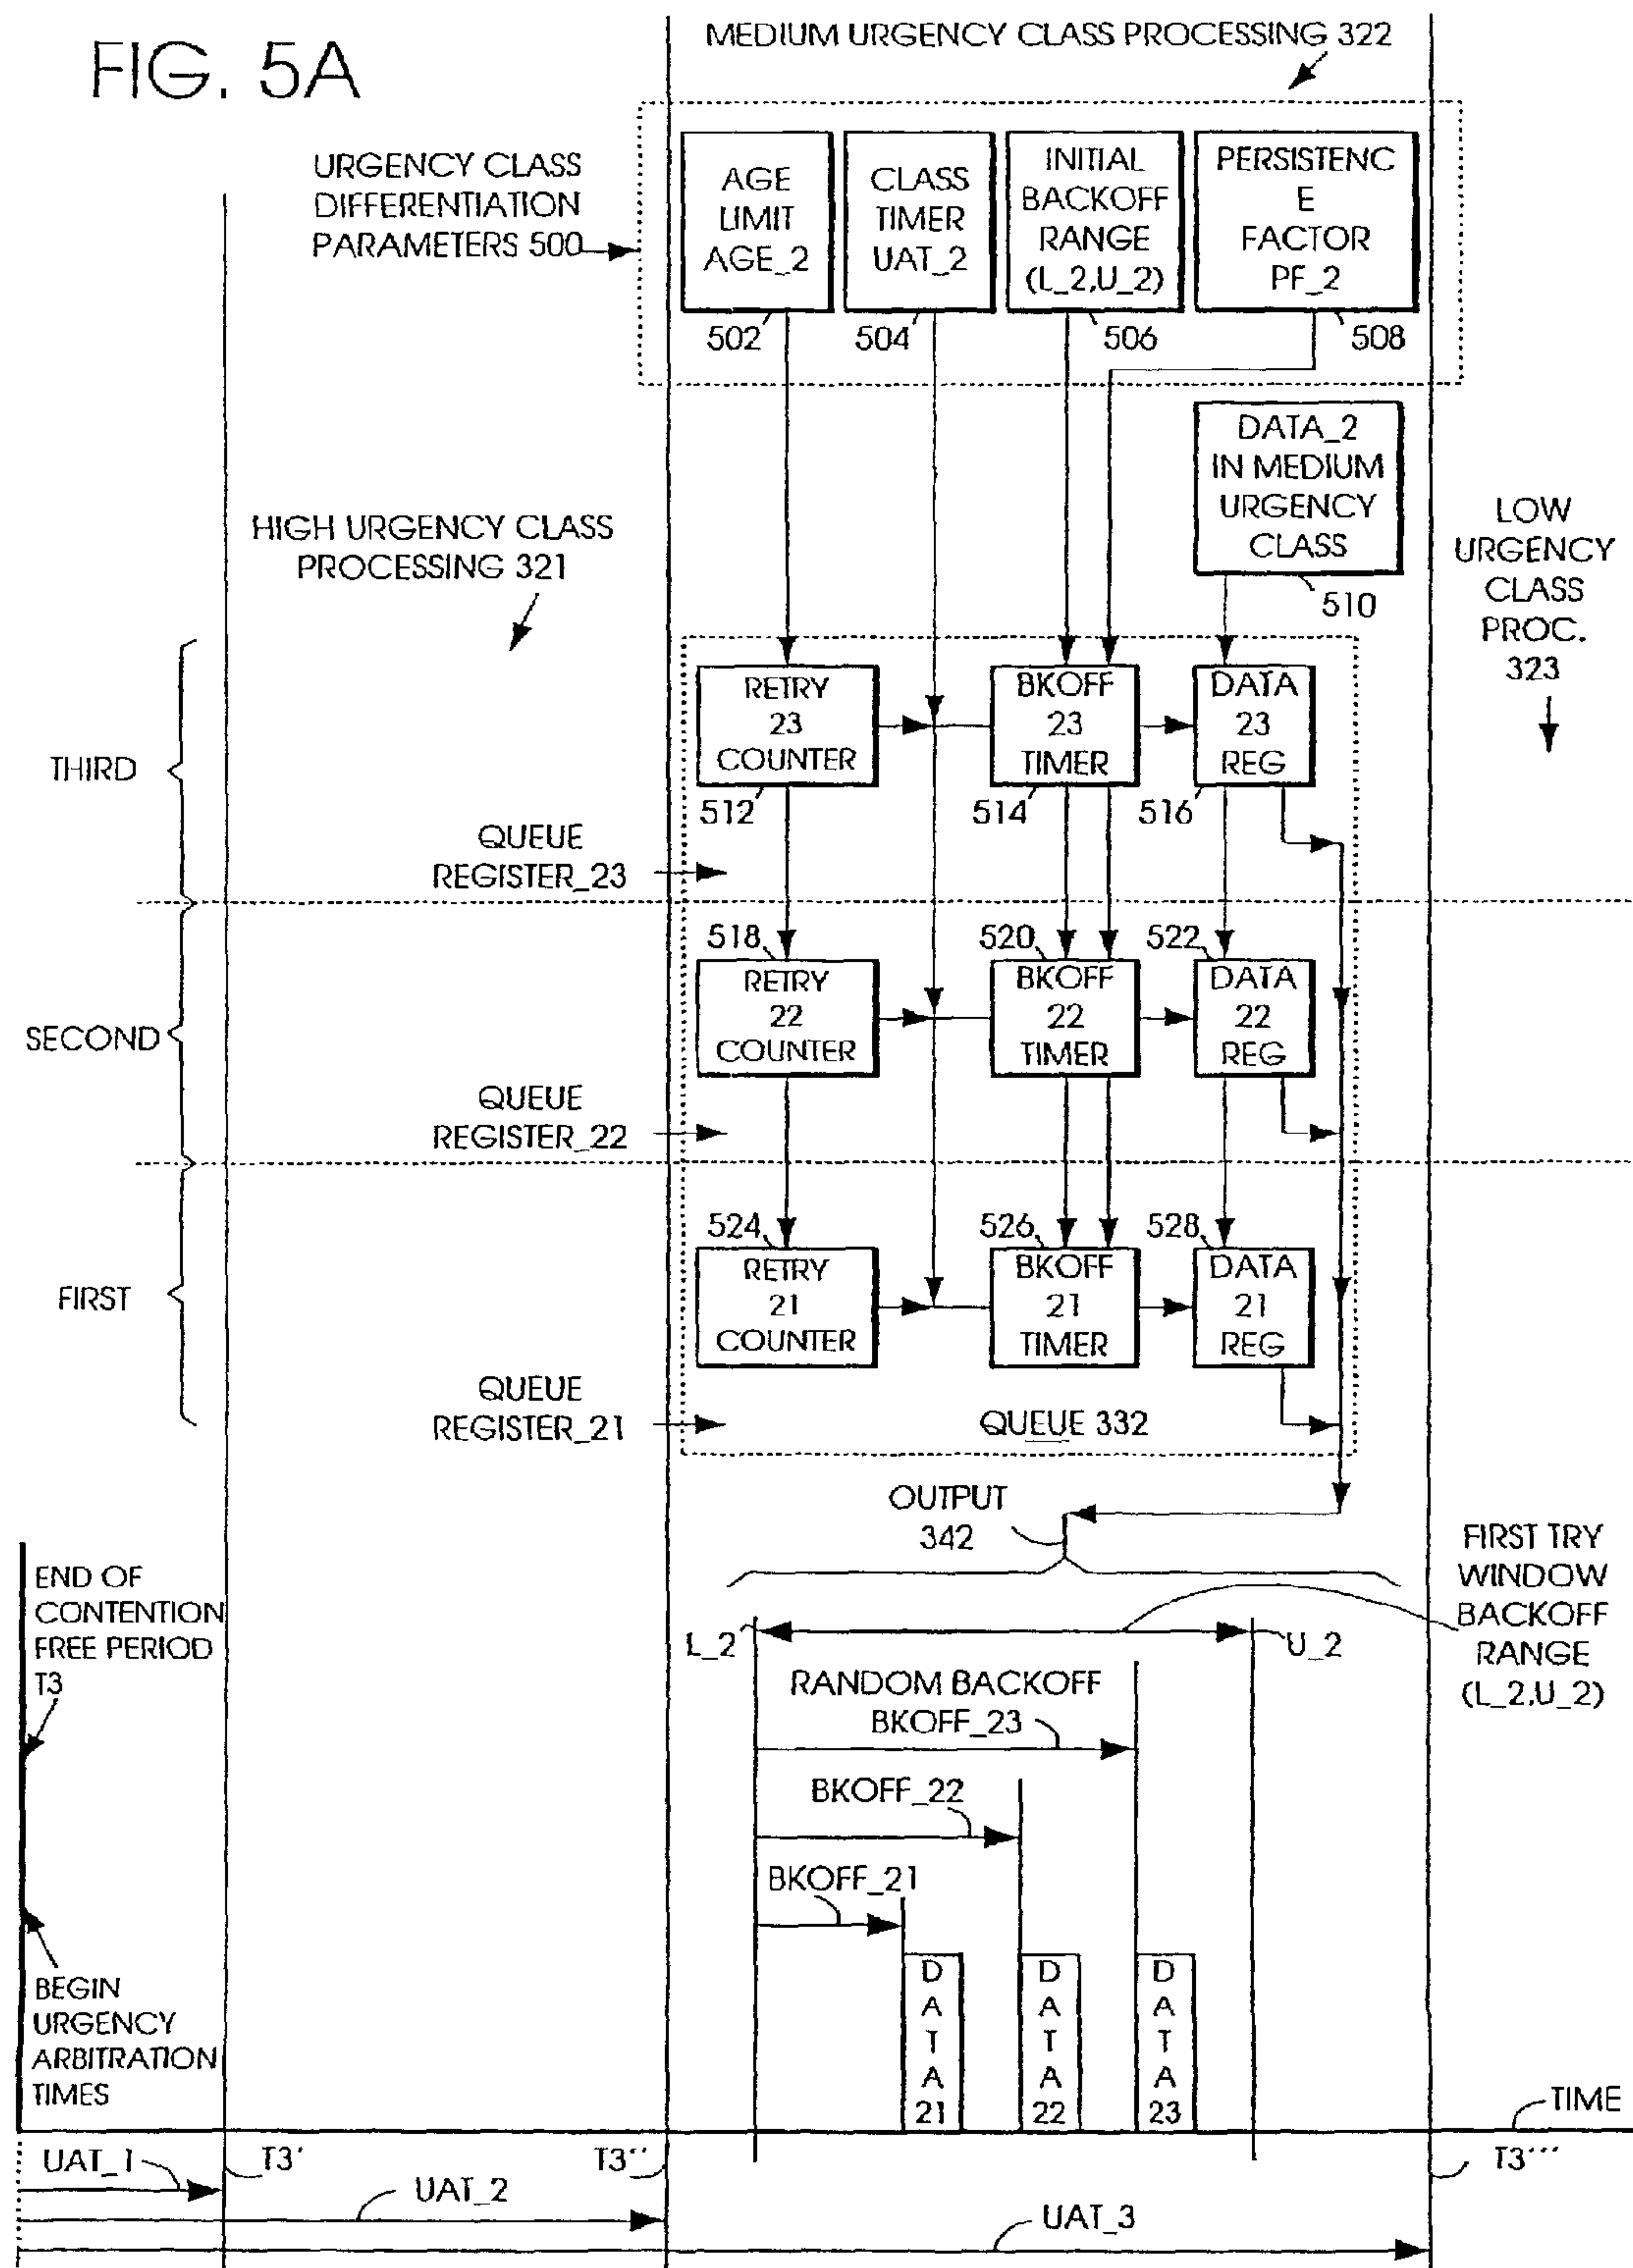 FIG. 5A
MEDIUM URGENCY CLASS PROCESSING 322
URGENCY CLASS
DIFFERENTIATION
PARAMETERS 500
AGE
LIMIT
AGE_2
502
CLASS
TIMER
UAT_2
504
INITIAL
BACKOFF
RANGE
(L_2,U_2)
506
PERSISTENC
E
FACTOR
PF_2
508
DATA_2
IN MEDIUM
URGENCY
CLASS
510
HIGH URGENCY CLASS
PROCESSING 321
LOW
URGENCY
CLASS
PROC.
323
THIRD
RETRY
23
COUNTER
512
BKOFF
23
TIMER
514
DATA
23
REG
516
QUEUE
REGISTER_23
SECOND
518
RETRY
22
COUNTER
520
BKOFF
22
TIMER
522
DATA
22
REG
QUEUE
REGISTER_22
FIRST
524
RETRY
21
COUNTER
526
BKOFF
21
TIMER
528
DATA
21
REG
QUEUE
REGISTER_21
QUEUE 332
OUTPUT
342
FIRST TRY
WINDOW
BACKOFF
RANGE
(L_2,U_2)
END OF
CONTENTION
FREE PERIOD
T3
L_2
U_2
RANDOM BACKOFF
BKOFF_23
BKOFF_22
BKOFF_21
BEGIN
URGENCY
ARBITRATION
TIMES
DATA
21
DATA
22
DATA
23
TIME
UAT_1
T3'
T3''
T3'''
UAT_2
UAT_3